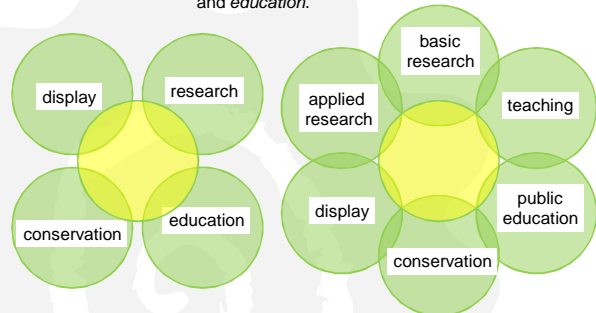 and education.
display
research
conservation
education
basic
research
applied
research
teaching
display
public
education
conservation